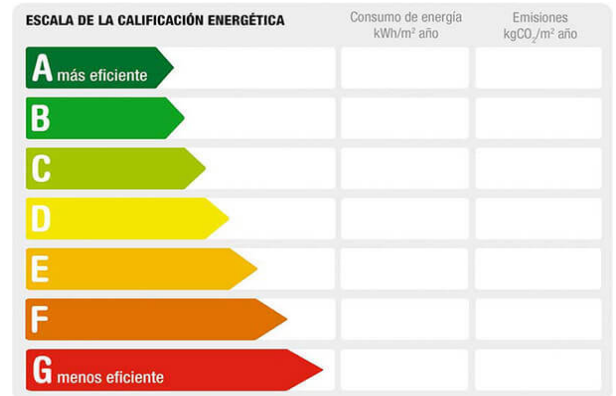 ESCALA DE LA CALIFICACIÓN ENERGÉTICA
Consumo de energía
kWh/m² año
Emisiones
kgCO₂/m² año
A más eficiente
B
C
D
E
F
G menos eficiente